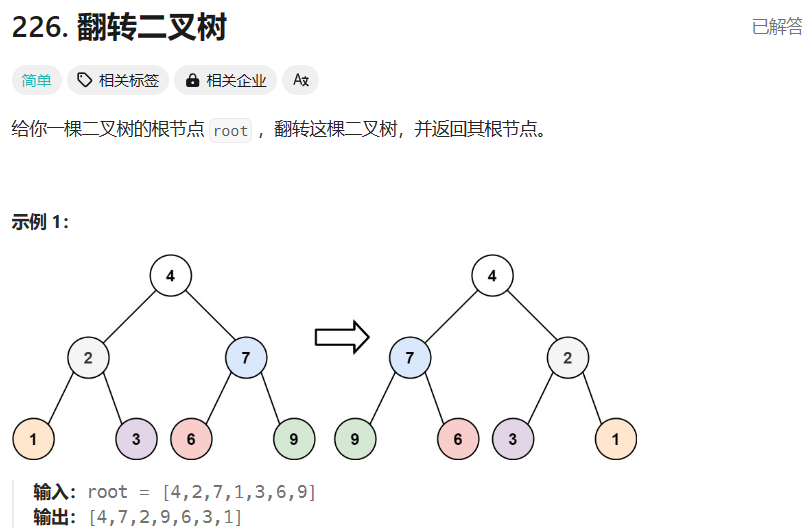 226. 翻转二叉树
已解答
简单 相关标签 相关企业 A文
给你一棵二叉树的根节点 root ，翻转这棵二叉树，并返回其根节点。
示例 1：
4 4
2 7 7 2
1 3 6 9 9 6 3 1
输入：root = [4,2,7,1,3,6,9]
输出：[4,7,2,9,6,3,1]